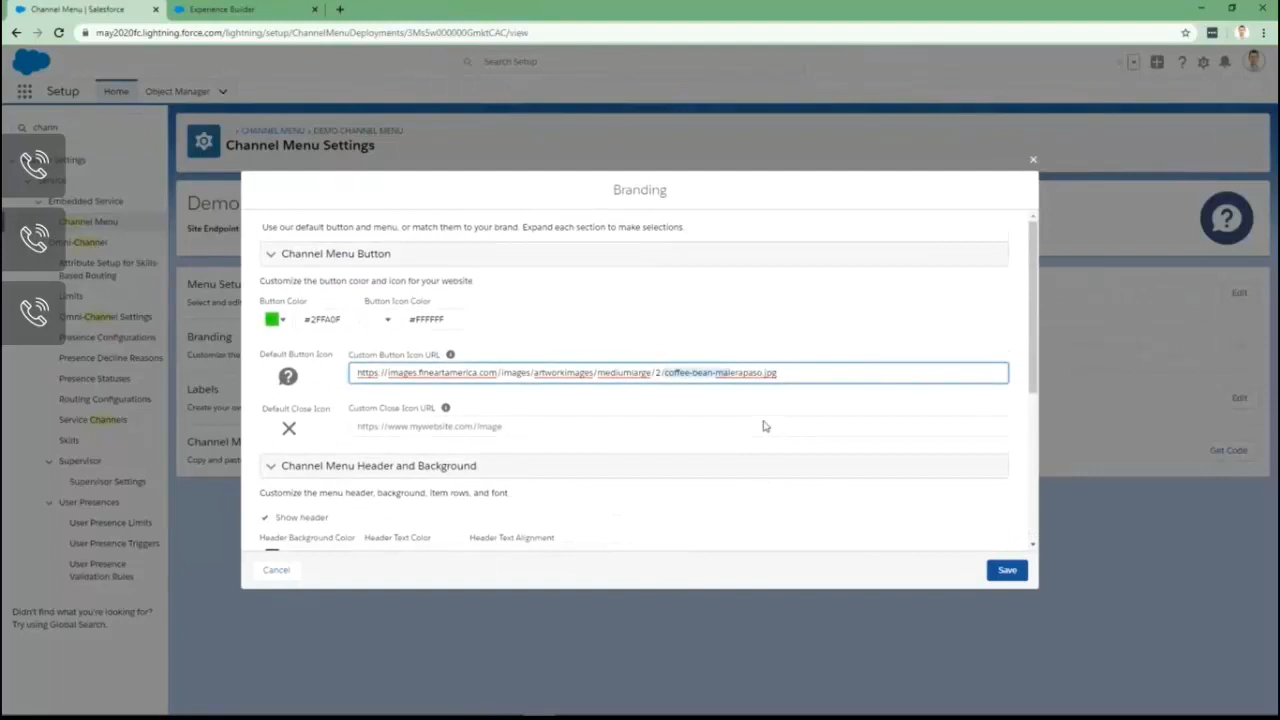 Channel Menu | Salesforce
Experience Builder
may2020fc.lightning.force.com/lightning/setup/ChannelMenuDeployments/3MsSw000000GmktCAC/view
Search Setup
Setup
Home
Object Manager
chann
Settings
Embedded Service
Channel Menu
Omni-Channel
Attribute Setup for Skills-
Based Routing
Limits
Omni-Channel Settings
Presence Configurations
Presence Decline Reasons
Presence Statuses
Routing Configurations
Service Channels
Skills
Supervisor
Supervisor Settings
User Presences
User Presence Limits
User Presence Triggers
User Presence
Validation Rules
Didn't find what you're looking for?
Try using Global Search.
CHANNEL MENU > DEMO CHANNEL MENU
Channel Menu Settings
Demo
Site Endpoint
Menu Setu
Select and edi
Edit
Branding
Customize the
Labels
Create your ow
Edit
Channel M
Copy and past
Get Code
Branding
Use our default button and menu, or match them to your brand. Expand each section to make selections.
Channel Menu Button
Customize the button color and icon for your website
Button Color
Button Icon Color
#2FFA0F
#FFFFFF
Default Button Icon
Custom Button Icon URL
https://images.fineartamerica.com/images/artworkimages/mediumlarge/2/coffee-bean-malerapaso.jpg
Default Close Icon
Custom Close Icon URL
https://www.mywebsite.com/image
Channel Menu Header and Background
Customize the menu header, background, item rows, and font
Show header
Header Background Color
Header Text Color
Header Text Alignment
Cancel
Save